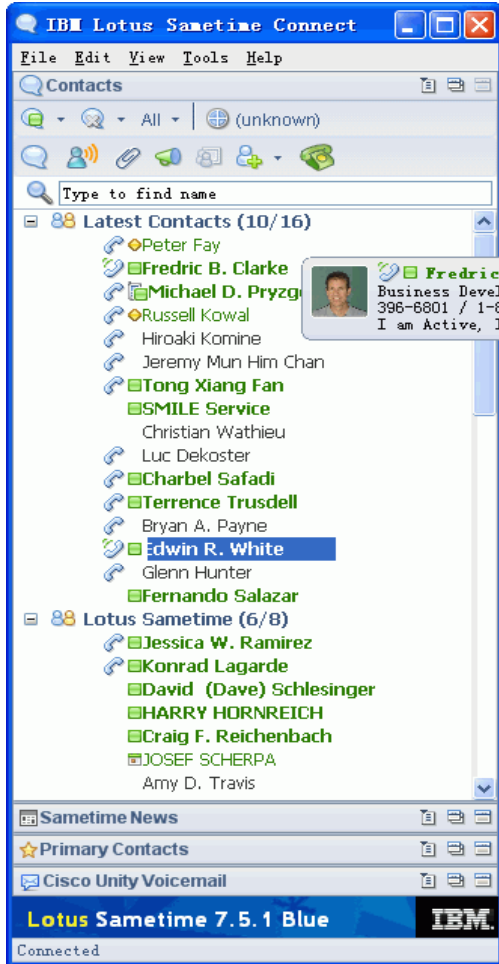 IBM Lotus Sametime Connect
File Edit View Tools Help
Contacts
All (unknown)
Type to find name
Latest Contacts (10/16)
Peter Fay
Fredric B. Clarke
Michael D. Pryzg
Russell Kowal
Hiroaki Komine
Jeremy Mun Him Chan
Tong Xiang Fan
SMILE Service
Christian Wathieu
Luc Dekoster
Charbel Safadi
Terrence Trusdell
Bryan A. Payne
Edwin R. White
Glenn Hunter
Fernando Salazar
Fredric
Business Devel
396-6801 / 1-8
I am Active, I
Lotus Sametime (6/8)
Jessica W. Ramirez
Konrad Lagarde
David (Dave) Schlesinger
HARRY HORNREICH
Craig F. Reichenbach
JOSEF SCHERPA
Amy D. Travis
Sametime News
Primary Contacts
Cisco Unity Voicemail
Lotus Sametime 7.5.1 Blue IBM.
Connected